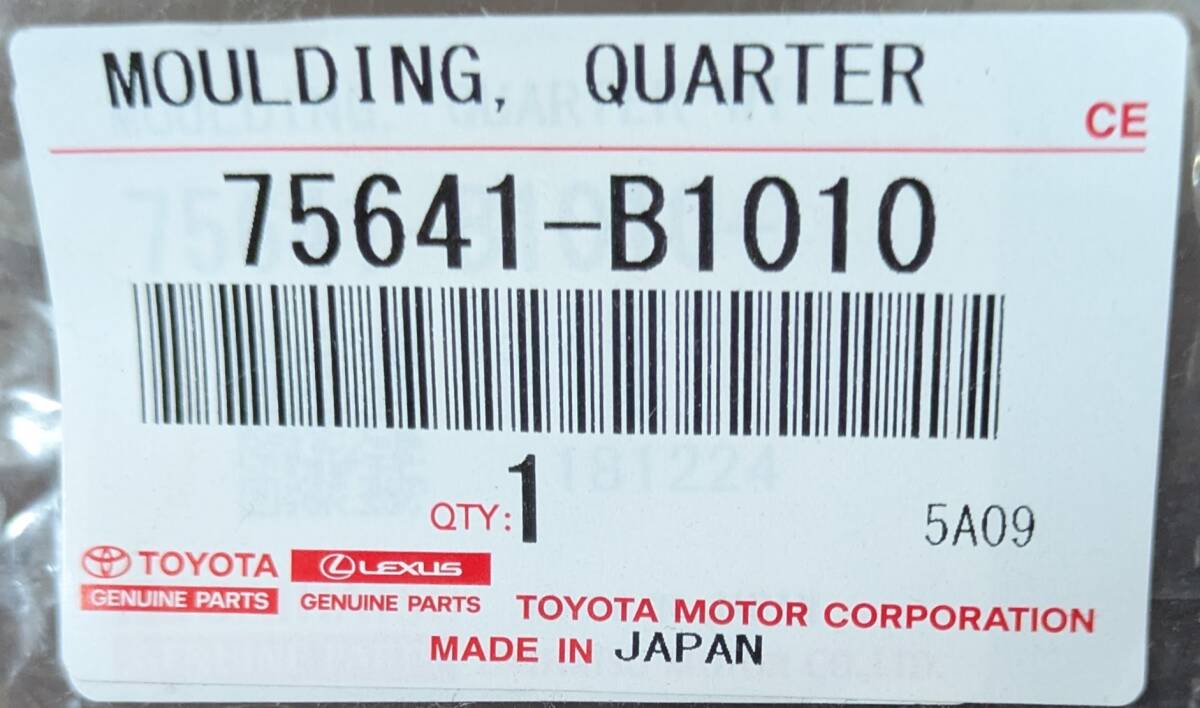 MOULDING, QUARTER
CE
75641-B1010
181224
QTY: 1
5A09
TOYOTA
GENUINE PARTS
LEXUS
GENUINE PARTS
TOYOTA MOTOR CORPORATION
MADE IN JAPAN